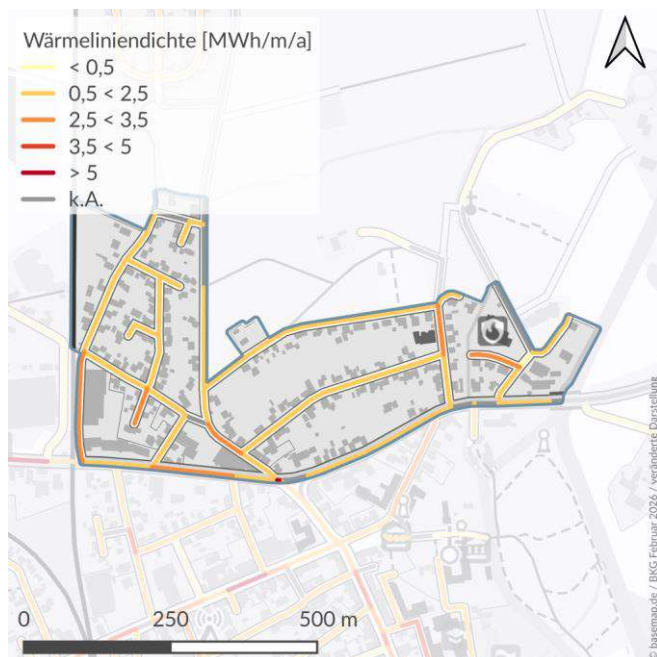 Wärmeliniendichte [MWh/m/a]
< 0,5
0,5 < 2,5
2,5 < 3,5
3,5 < 5
> 5
k.A.
© basemap.de / BKG Februar 2026 / veränderte Darstellung
0 250 500 m